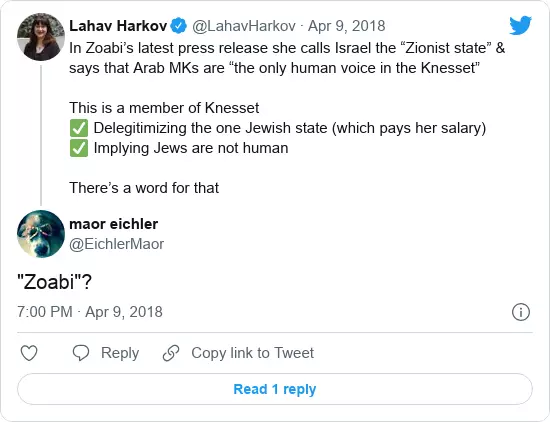 Lahav Harkov @LahavHarkov · Apr 9, 2018
In Zoabi's latest press release she calls Israel the “Zionist state” &
says that Arab MKs are “the only human voice in the Knesset”
This is a member of Knesset
✅ Delegitimizing the one Jewish state (which pays her salary)
✅ Implying Jews are not human
There's a word for that
maor eichler
@EichlerMaor
"Zoabi"?
7:00 PM · Apr 9, 2018
Reply
Copy link to Tweet
Read 1 reply